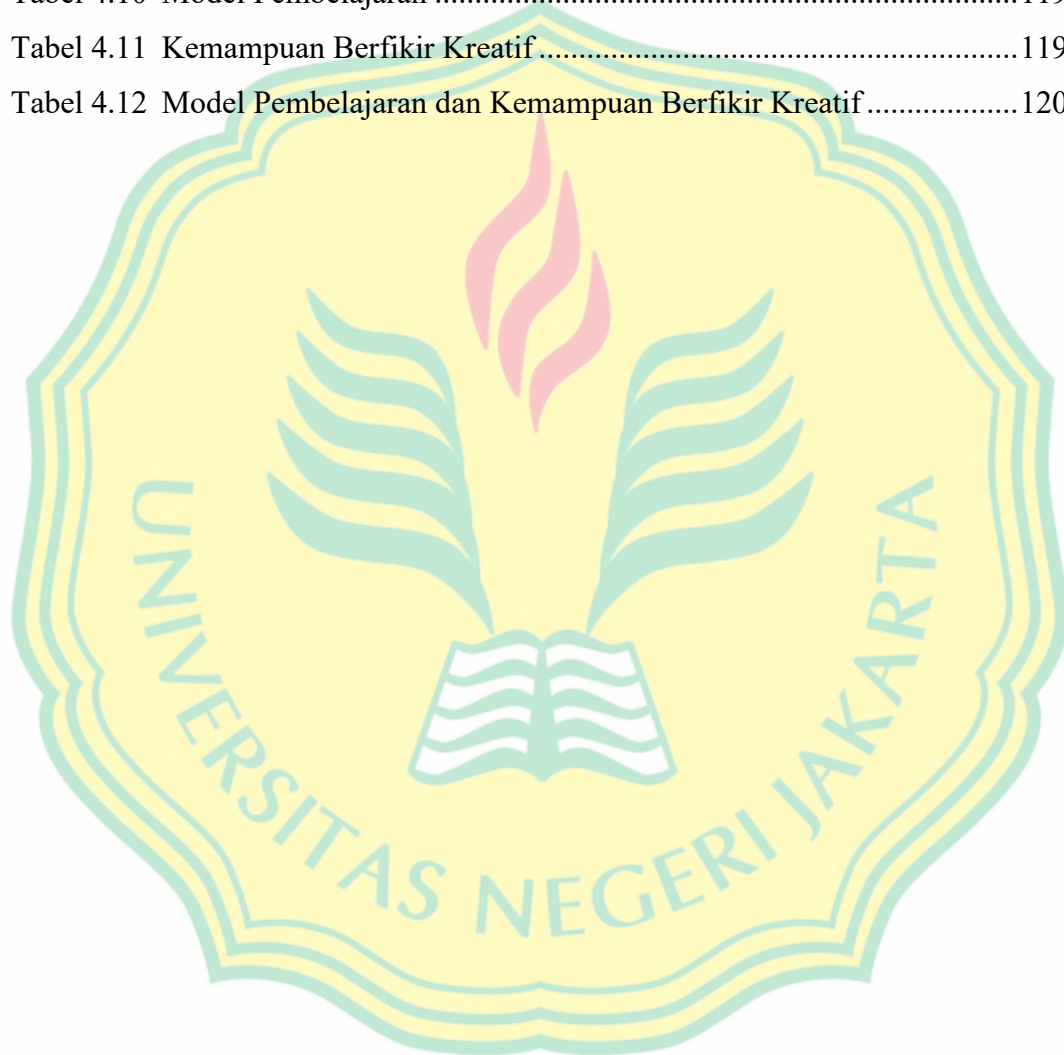 Tabel 4.10 Model Pembelajaran ........................................................................................ 119
Tabel 4.11 Kemampuan Berfikir Kreatif ...................................................................... 119
Tabel 4.12 Model Pembelajaran dan Kemampuan Berfikir Kreatif ................... 120
UNIVERSITAS NEGERI JAKARTA